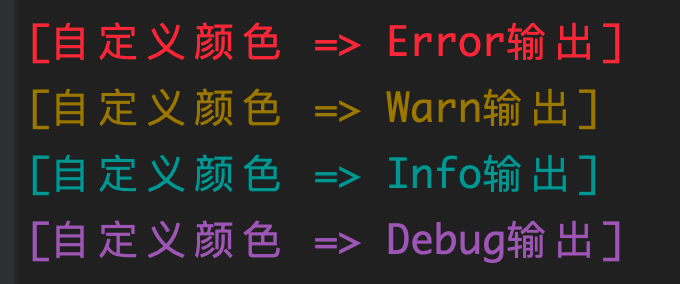 [自定义颜色 => Error输出]
[自定义颜色 => Warn输出]
[自定义颜色 => Info输出]
[自定义颜色 => Debug输出]